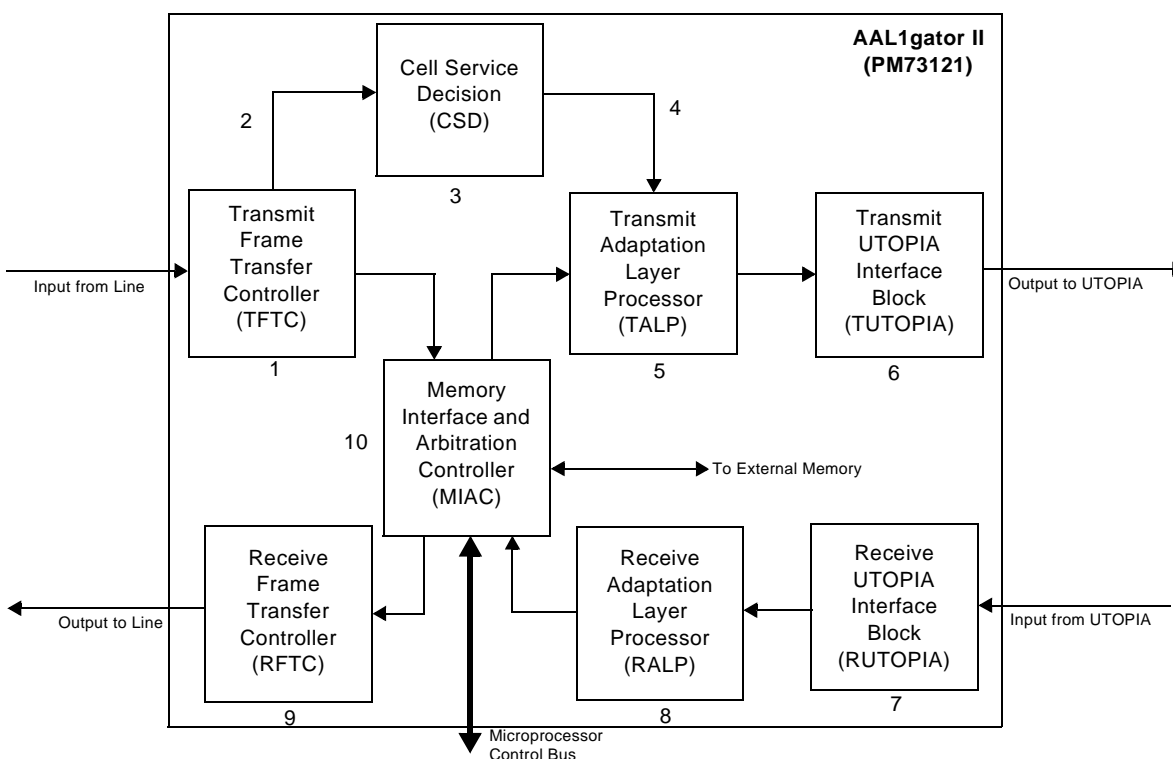 AAL1gator II
(PM73121)
Cell Service
Decision
(CSD)
2
4
3
Transmit
Frame
Transfer
Controller
(TFTC)
Transmit
Adaptation
Layer
Processor
(TALP)
Transmit
UTOPIA
Interface
Block
(TUTOPIA)
Input from Line
Output to UTOPIA
1
5
6
Memory
Interface and
Arbitration
Controller
(MIAC)
10
To External Memory
Receive
Frame
Transfer
Controller
(RFTC)
Receive
Adaptation
Layer
Processor
(RALP)
Receive
UTOPIA
Interface
Block
(RUTOPIA)
Output to Line
Input from UTOPIA
9
8
7
Microprocessor
Control Bus